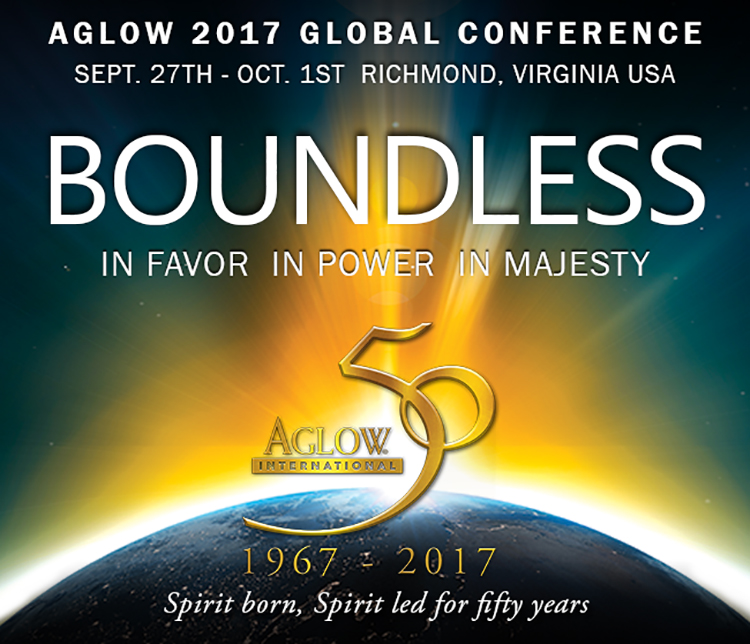 AGLOW 2017 GLOBAL CONFERENCE
SEPT. 27TH - OCT. 1ST RICHMOND, VIRGINIA USA
BOUNDLESS
IN FAVOR IN POWER IN MAJESTY
50
AGLOW®
INTERNATIONAL
1967 - 2017
Spirit born, Spirit led for fifty years